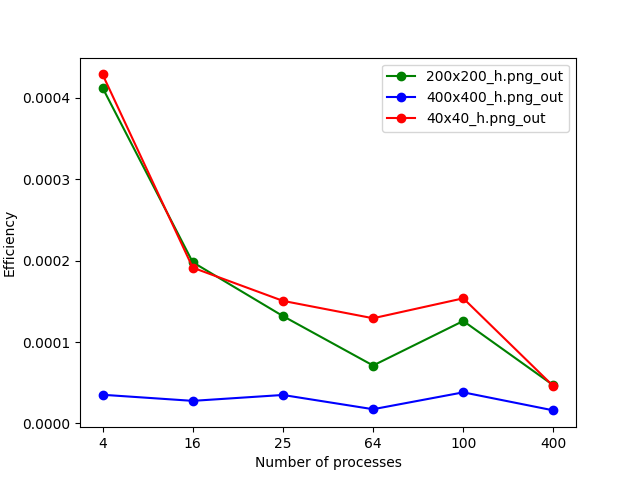 200x200_h.png_out
400x400_h.png_out
40x40_h.png_out
0.0004
0.0003
0.0002
0.0001
0.0000
Efficiency
4 16 25 64 100 400
Number of processes